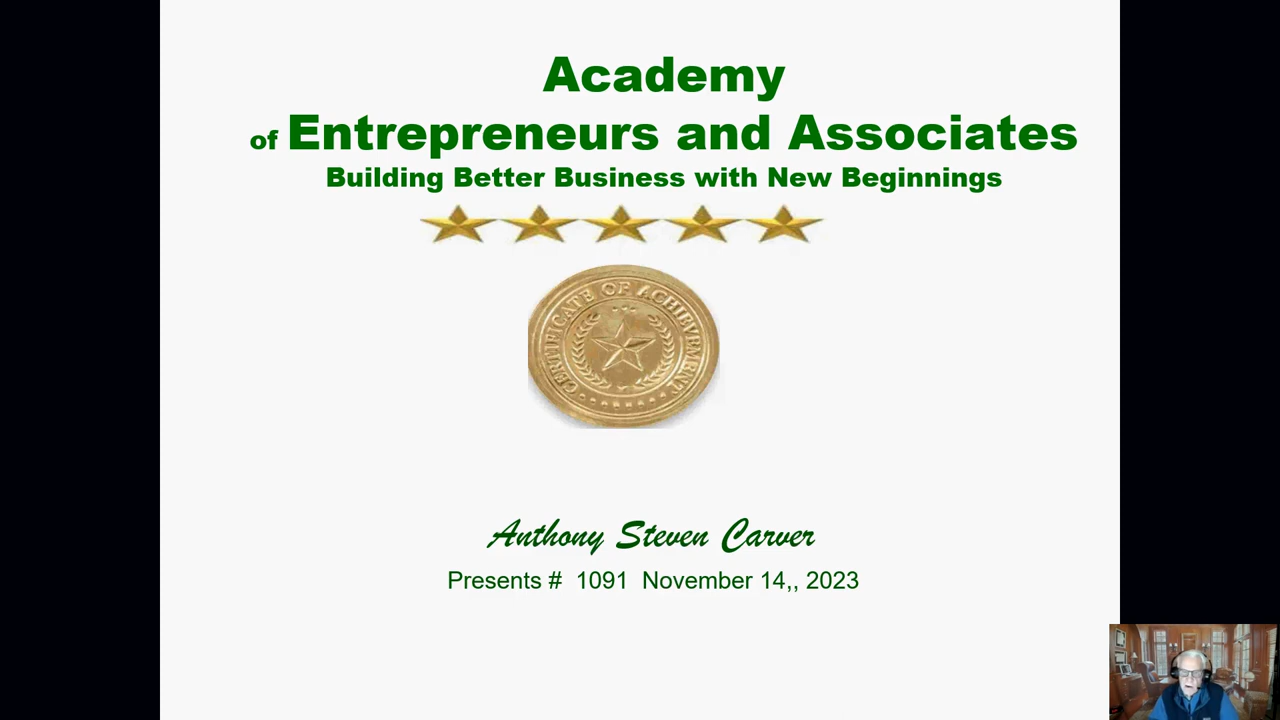 Academy
of Entrepreneurs and Associates
Building Better Business with New Beginnings
CERTIFICATE OF ACHIEVEMENT
Anthony Steven Carver
Presents # 1091 November 14,, 2023